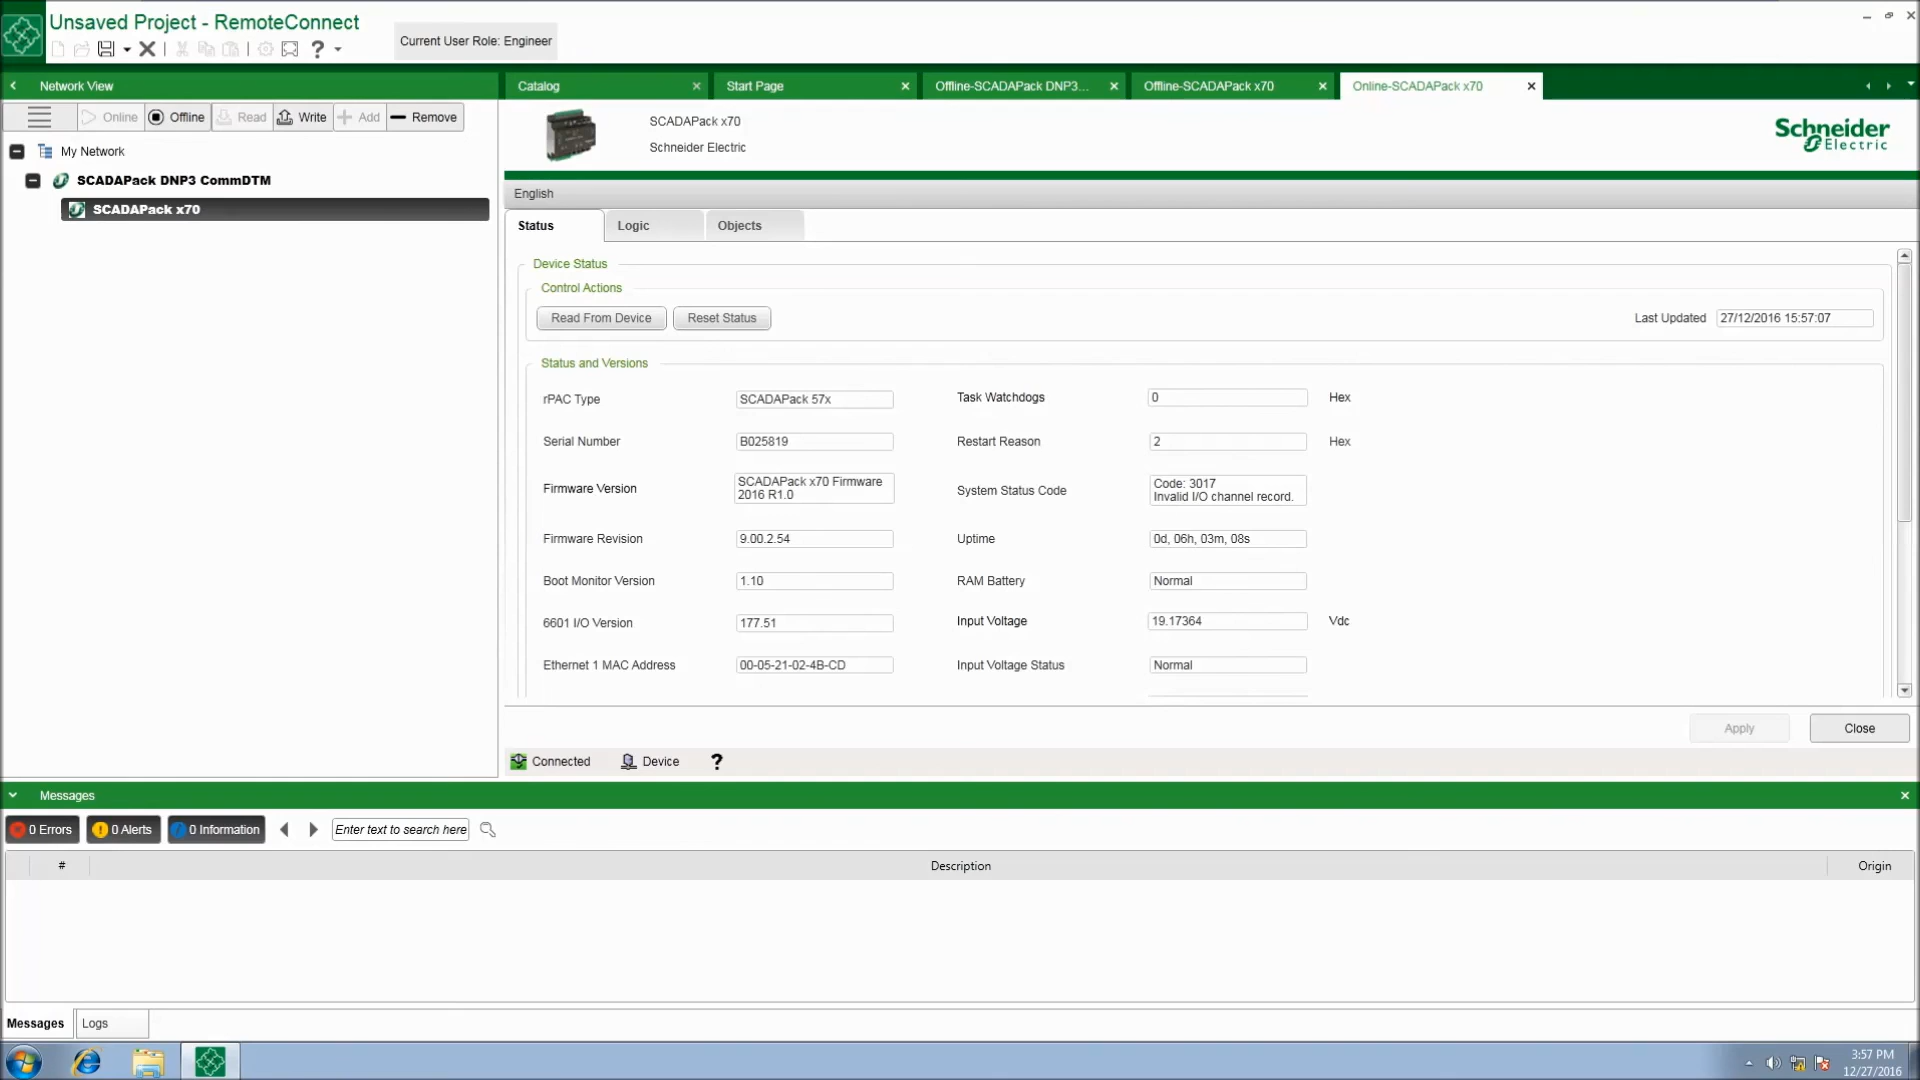 Unsaved Project - RemoteConnect
Current User Role: Engineer
Network View
Catalog
Start Page
Offline-SCADAPack DNP3...
Offline-SCADAPack x70
Online-SCADAPack x70
Online
Offline
Read
Write
Add
Remove
My Network
SCADAPack DNP3 CommDTM
SCADAPack x70
SCADAPack x70
Schneider Electric
Schneider
Electric
English
Status
Logic
Objects
Device Status
Control Actions
Read From Device
Reset Status
Last Updated 27/12/2016 15:57:07
Status and Versions
rPAC Type SCADAPack 57x
Task Watchdogs 0 Hex
Serial Number B025819
Restart Reason 2 Hex
Firmware Version SCADAPack x70 Firmware
2016 R1.0
System Status Code Code: 3017
Invalid I/O channel record.
Firmware Revision 9.00.2.54
Uptime 0d, 06h, 03m, 08s
Boot Monitor Version 1.10
RAM Battery Normal
6601 I/O Version 177.51
Input Voltage 19.17364 Vdc
Ethernet 1 MAC Address 00-05-21-02-4B-CD
Input Voltage Status Normal
Apply
Close
Connected
Device
?
Messages
0 Errors
0 Alerts
0 Information
Enter text to search here
# Description Origin
Messages
Logs
3:57 PM
12/27/2016